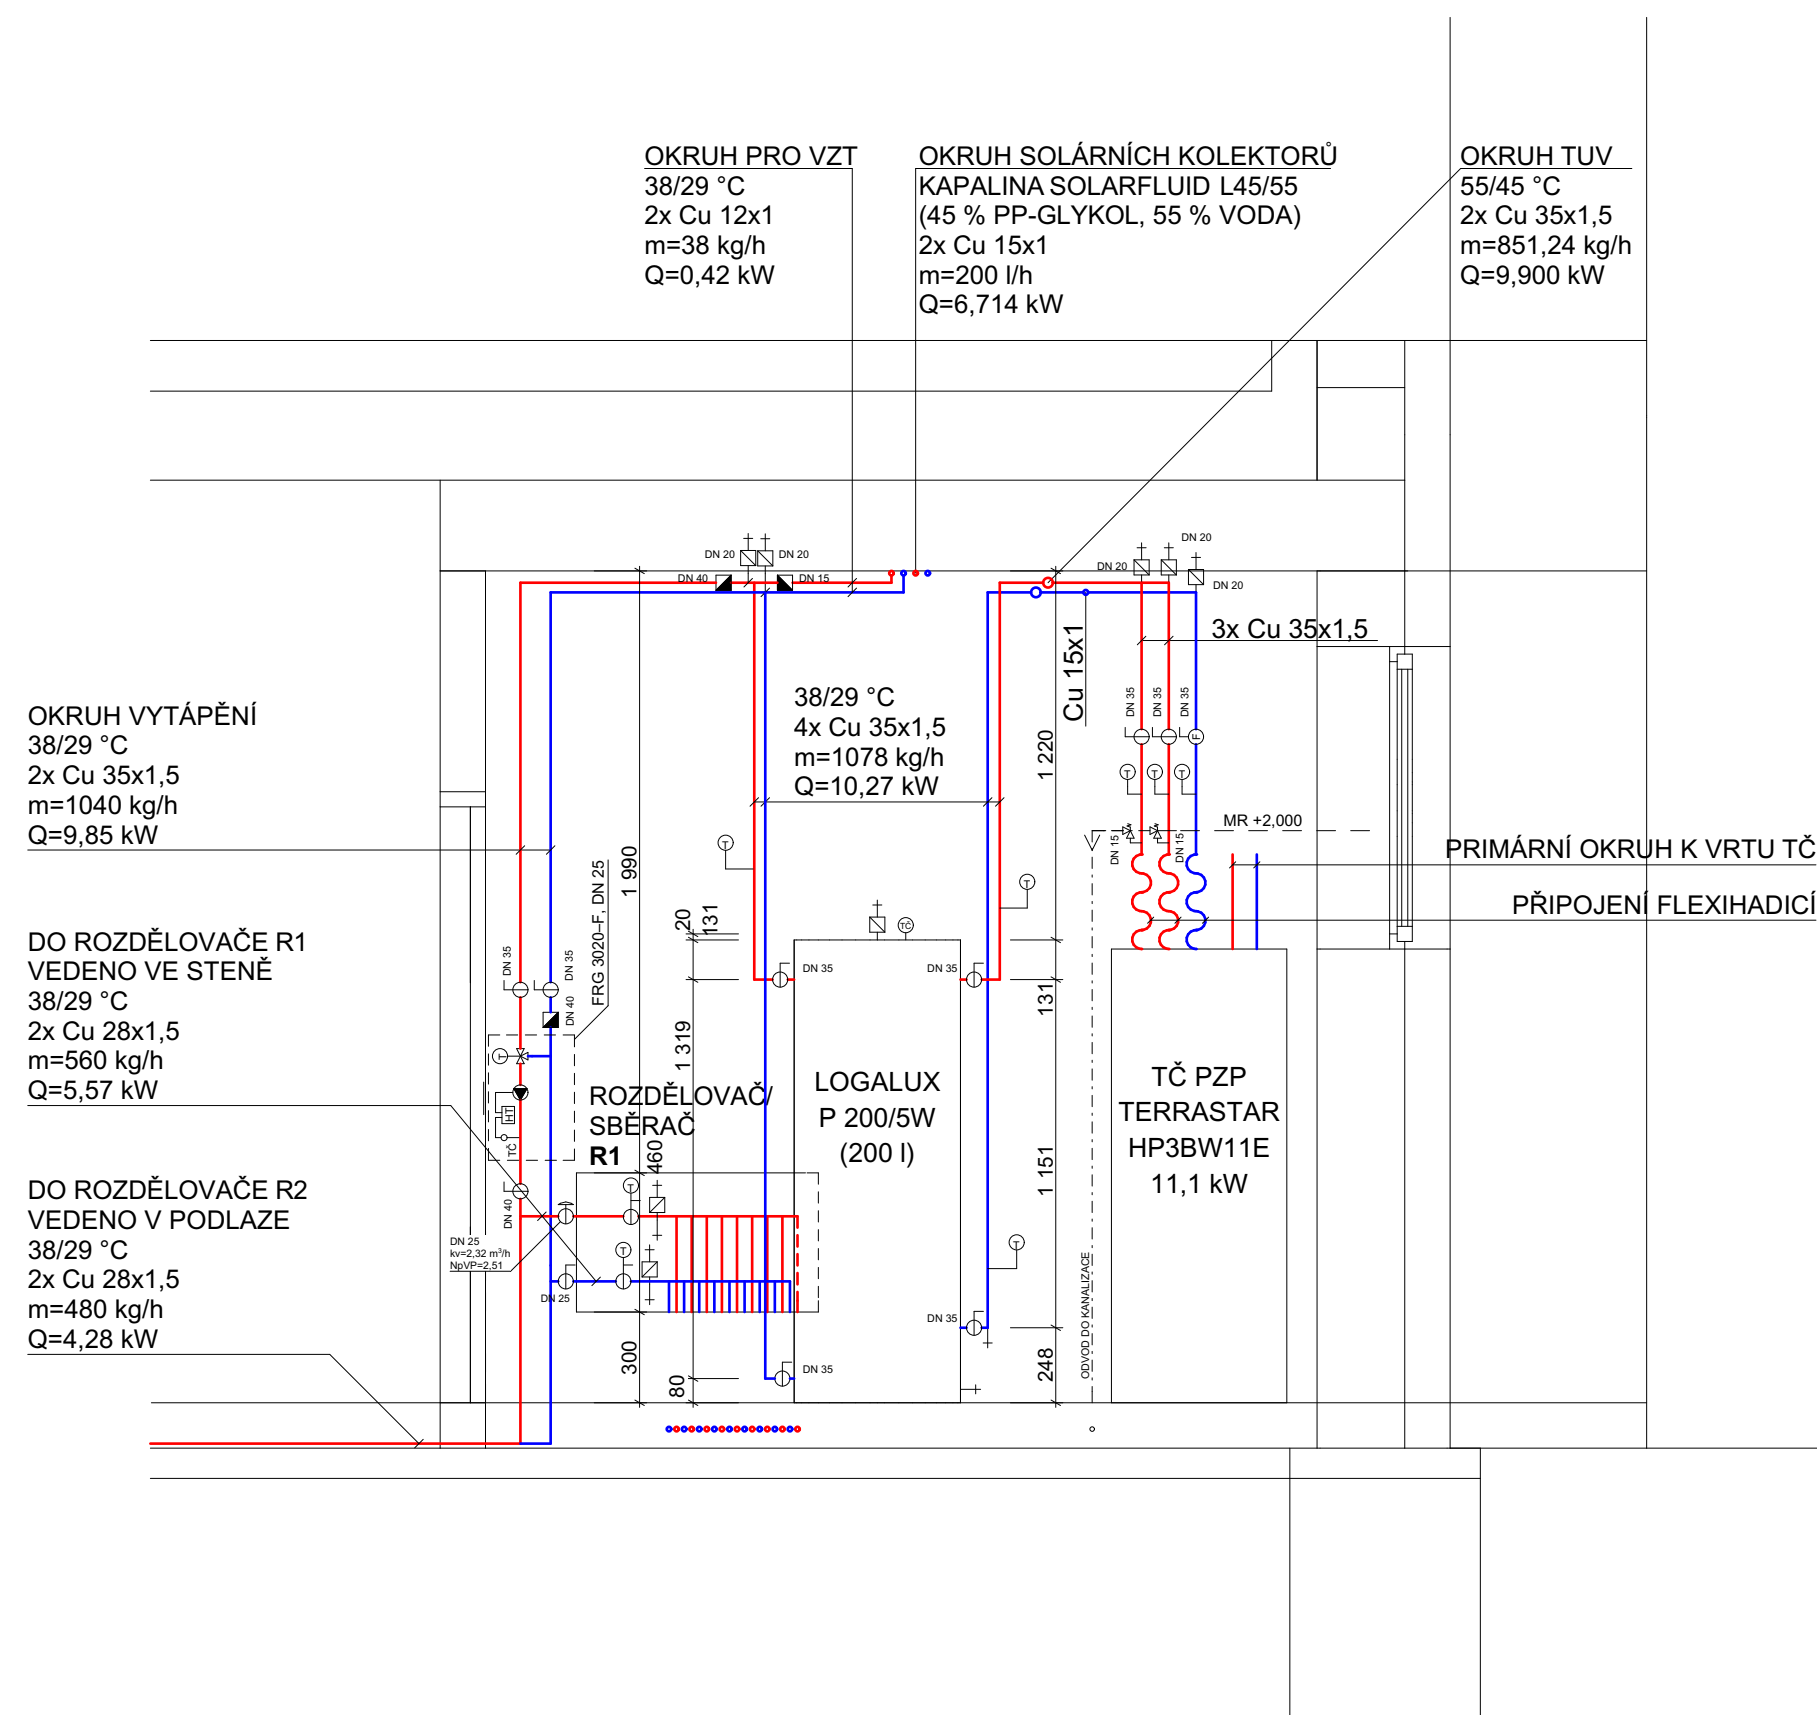 OKRUH PRO VZT
38/29 °C
2x Cu 12x1
m=38 kg/h
Q=0,42 kW
OKRUH SOLÁRNÍCH KOLEKTORŮ
KAPALINA SOLARFLUID L45/55
(45 % PP-GLYKOL, 55 % VODA)
2x Cu 15x1
m=200 l/h
Q=6,714 kW
OKRUH TUV
55/45 °C
2x Cu 35x1,5
m=851,24 kg/h
Q=9,900 kW
DN 20
DN 20
DN 40
DN 15
DN 20
DN 20
DN 20
3x Cu 35x1,5
Cu 15x1
DN 35
DN 35
DN 35
F
T
T
T
38/29 °C
4x Cu 35x1,5
m=1078 kg/h
Q=10,27 kW
1 220
OKRUH VYTÁPĚNÍ
38/29 °C
2x Cu 35x1,5
m=1040 kg/h
Q=9,85 kW
MR +2,000
DN 15
DN 15
PRIMÁRNÍ OKRUH K VRTU TČ
PŘIPOJENÍ FLEXIHADICÍ
T
T
1 990
20
131
FRG 3020–F, DN 25
TČ
DO ROZDĚLOVAČE R1
VEDENO VE STENĚ
38/29 °C
2x Cu 28x1,5
m=560 kg/h
Q=5,57 kW
DN 35
DN 35
DN 40
T
HT
TČ
DN 35
DN 35
131
1 319
LOGALUX
P 200/5W
(200 l)
TČ PZP
TERRASTAR
HP3BW11E
11,1 kW
ROZDĚLOVAČ/
SBĚRAČ
R1
460
1 151
DO ROZDĚLOVAČE R2
VEDENO V PODLAZE
38/29 °C
2x Cu 28x1,5
m=480 kg/h
Q=4,28 kW
DN 40
T
T
T
DN 25
kv=2,32 m³/h
NpVP=2,51
DN 25
DN 35
DN 35
300
80
248
ODVOD DO KANALIZACE